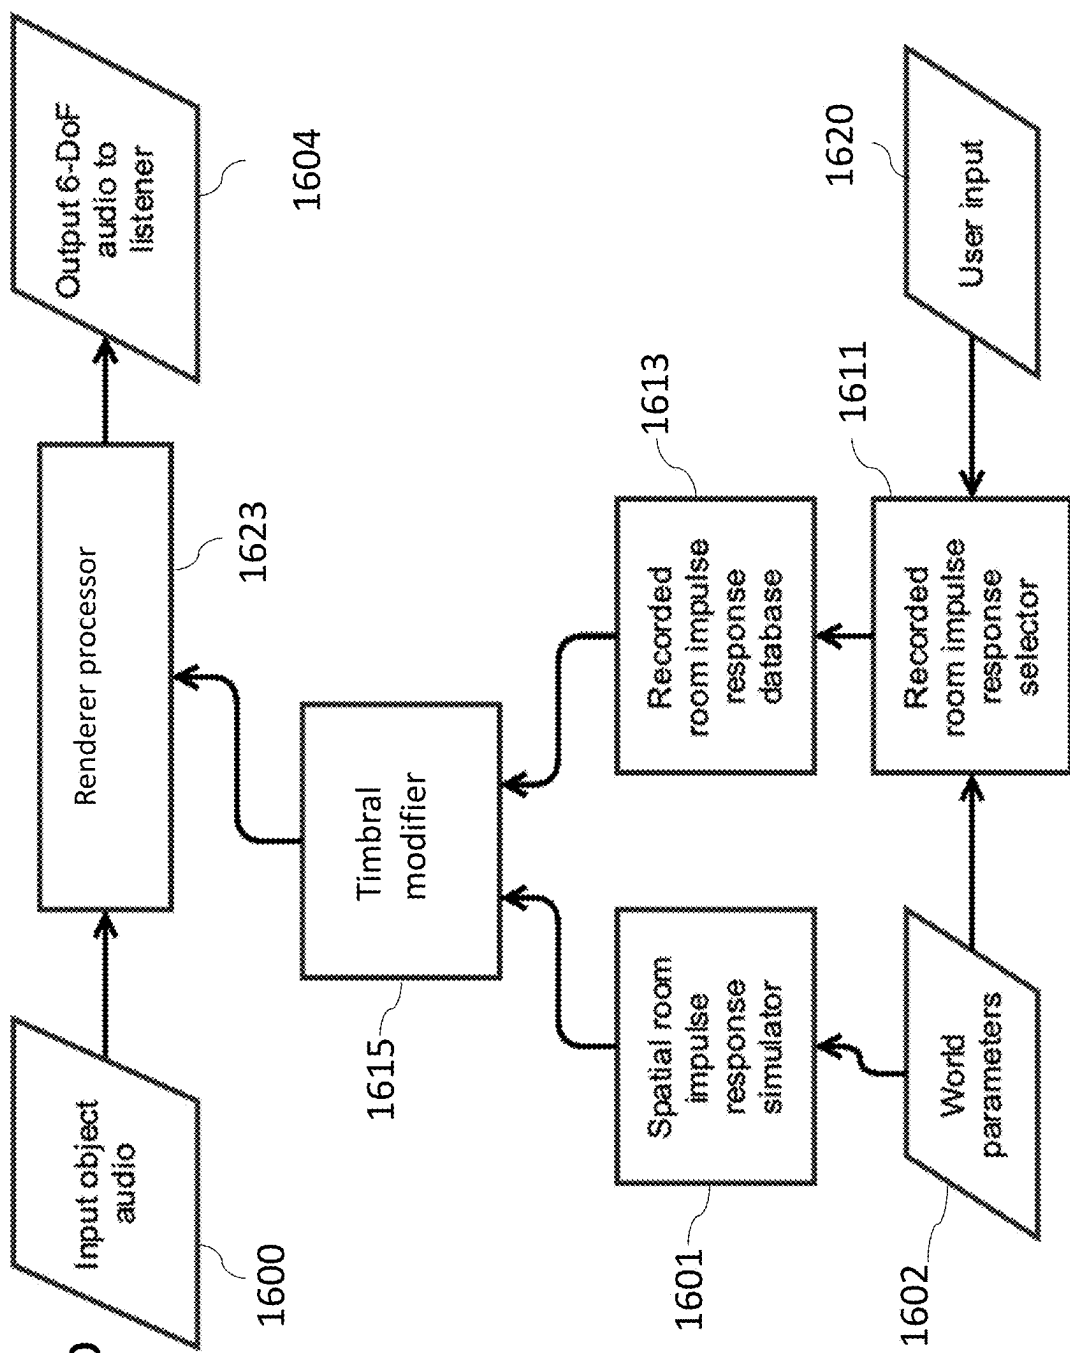 Input object
audio
1600
Renderer processor
1623
Output 6-DoF
audio to
listener
1604
Timbral
modifier
1615
Spatial room
impulse
response
simulator
1601
Recorded
room impulse
response
database
1613
World
parameters
1602
Recorded
room impulse
response
selector
1611
User input
1620